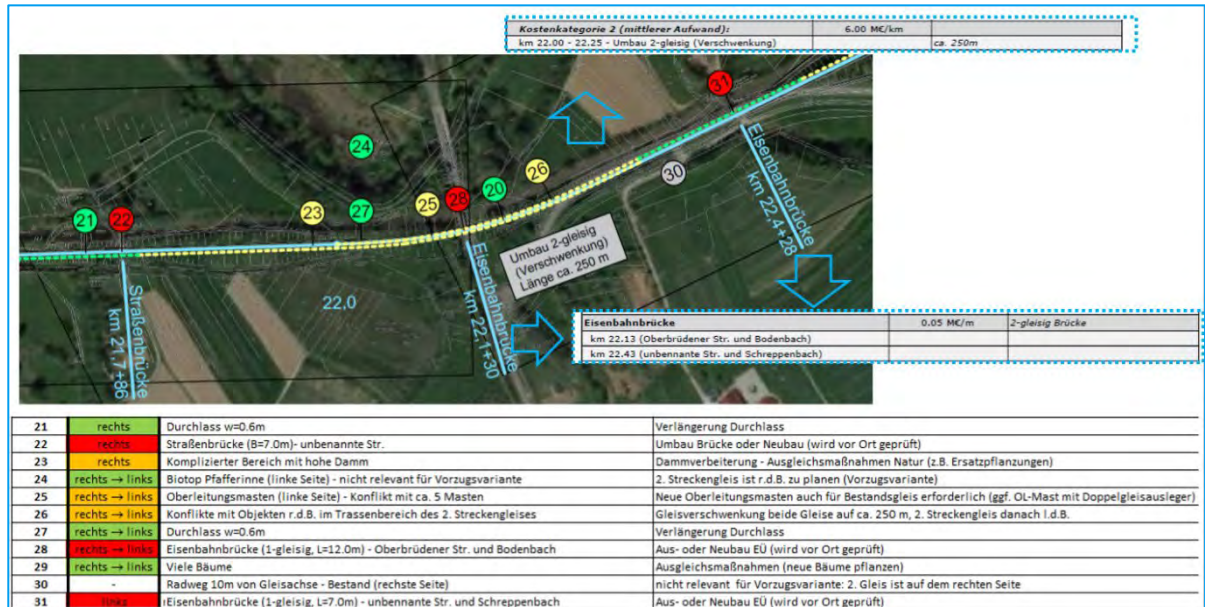 Kostenkategorie 2 (mittlerer Aufwand): 6.00 M€/km
km 22.00 - 22.25 - Umbau 2-gleisig (Verschwenkung) ca. 250m
31
24
26
30
20
28
25
27
23
22
21
Eisenbahnbrücke
km 22,4+28
Umbau 2-gleisig
(Verschwenkung)
Länge ca. 250 m
22,0
Straßenbrücke
km 21,7+86
Eisenbahnbrücke
km 22,1+30
Eisenbahnbrücke 0.05 M€/m 2-gleisig Brücke
km 22.13 (Oberbrüdener Str. und Bodenbach)
km 22.43 (unbennante Str. und Schreppenbach)
21 rechts Durchlass w=0.6m Verlängerung Durchlass
22 rechts Straßenbrücke (B=7.0m)- unbenannte Str. Umbau Brücke oder Neubau (wird vor Ort geprüft)
23 rechts Komplizierter Bereich mit hohe Damm Dammverbeiterung - Ausgleichsmaßnahmen Natur (z.B. Ersatzpflanzungen)
24 rechts → links Biotop Pfafferinne (linke Seite) - nicht relevant für Vorzugsvariante 2. Streckengleis ist r.d.B. zu planen (Vorzugsvariante)
25 rechts → links Oberleitungsmasten (linke Seite) - Konflikt mit ca. 5 Masten Neue Oberleitungsmasten auch für Bestandsgleis erforderlich (ggf. OL-Mast mit Doppelgleisausleger)
26 rechts → links Konflikte mit Objekten r.d.B. im Trassenbereich des 2. Streckengleises Gleisverschwenkung beide Gleise auf ca. 250 m, 2. Streckengleis danach l.d.B.
27 rechts → links Durchlass w=0.6m Verlängerung Durchlass
28 rechts → links Eisenbahnbrücke (1-gleisig, L=12.0m) - Oberbrüdener Str. und Bodenbach Aus- oder Neubau EÜ (wird vor Ort geprüft)
29 rechts → links Viele Bäume Ausgleichsmaßnahmen (neue Bäume pflanzen)
30 - Radweg 10m von Gleisachse - Bestand (rechste Seite) nicht relevant für Vorzugsvariante: 2. Gleis ist auf dem rechten Seite
31 links Eisenbahnbrücke (1-gleisig, L=7.0m) - unbennante Str. und Schreppenbach Aus- oder Neubau EÜ (wird vor Ort geprüft)